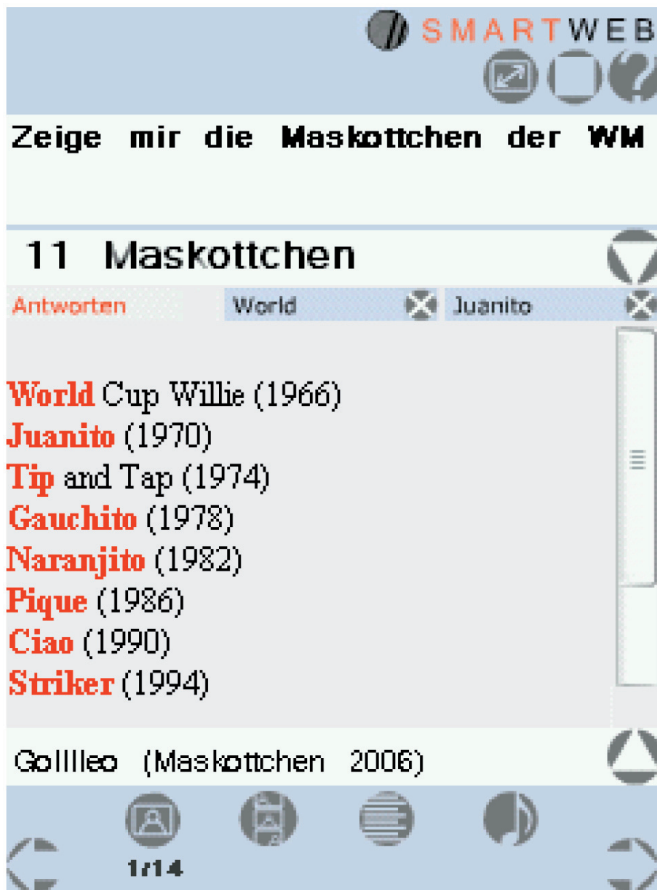 SMARTWEB
Zeige mir die Maskottchen der WM
11 Maskottchen
Antworten World Juanito
World Cup Willie (1966)
Juanito (1970)
Tip and Tap (1974)
Gauchito (1978)
Naranjito (1982)
Pique (1986)
Ciao (1990)
Striker (1994)
Gollleo (Maskottchen 2006)
1/14